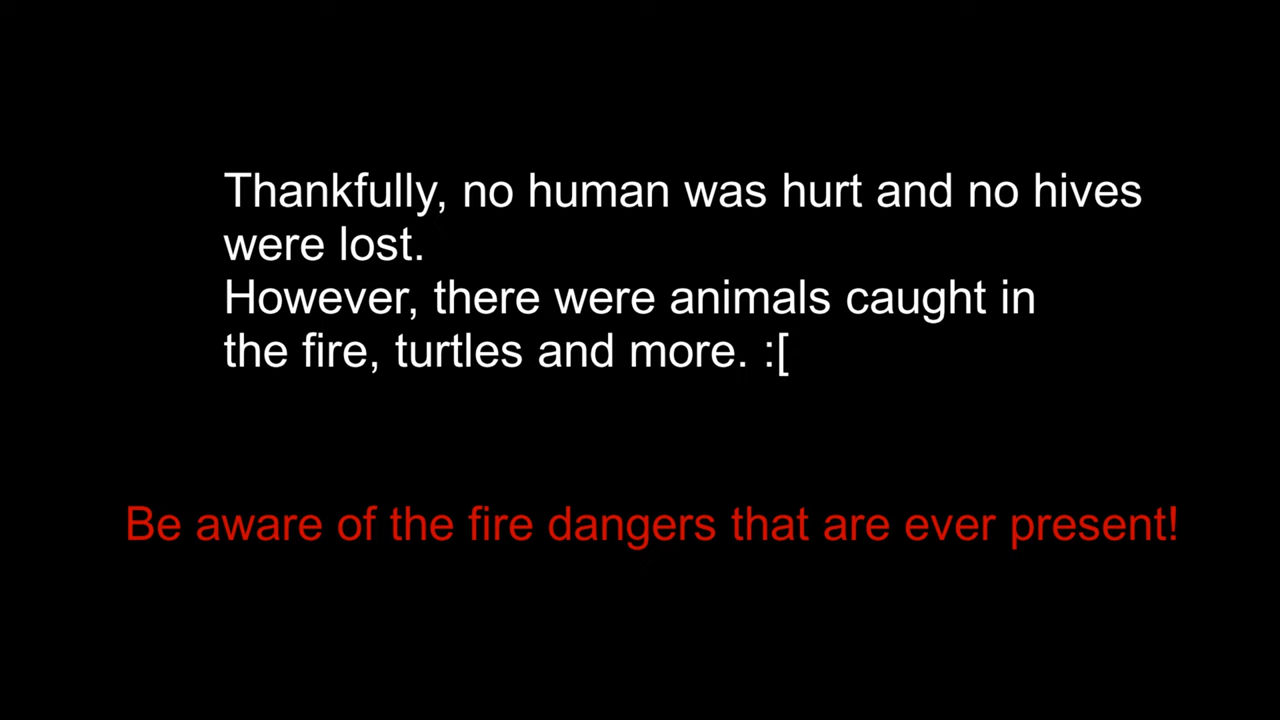 Thankfully, no human was hurt and no hives
were lost.
However, there were animals caught in
the fire, turtles and more. :[
Be aware of the fire dangers that are ever present!